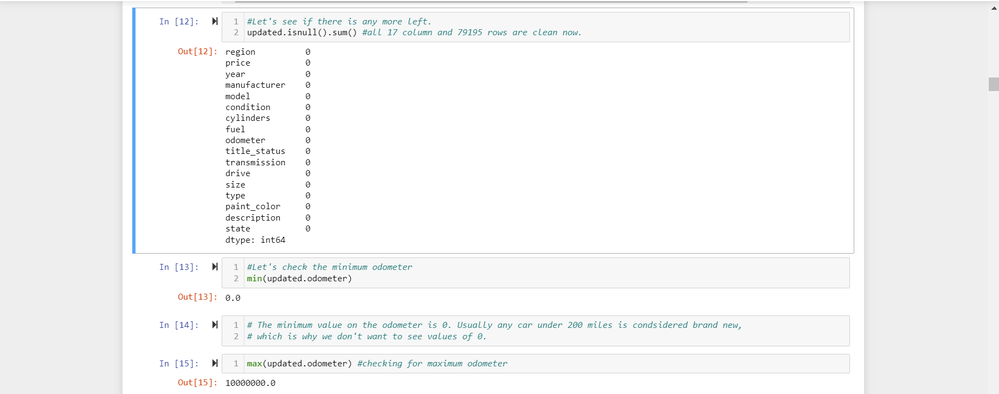 In [12]:
1 #Let's see if there is any more left.
2 updated.isnull().sum() #all 17 column and 79195 rows are clean now.
Out[12]: region 0
price 0
year 0
manufacturer 0
model 0
condition 0
cylinders 0
fuel 0
odometer 0
title_status 0
transmission 0
drive 0
size 0
type 0
paint_color 0
description 0
state 0
dtype: int64
In [13]:
1 #Let's check the minimum odometer
2 min(updated.odometer)
Out[13]: 0.0
In [14]:
1 # The minimum value on the odometer is 0. Usually any car under 200 miles is condsidered brand new,
2 # which is why we don't want to see values of 0.
In [15]:
1 max(updated.odometer) #checking for maximum odometer
Out[15]: 10000000.0